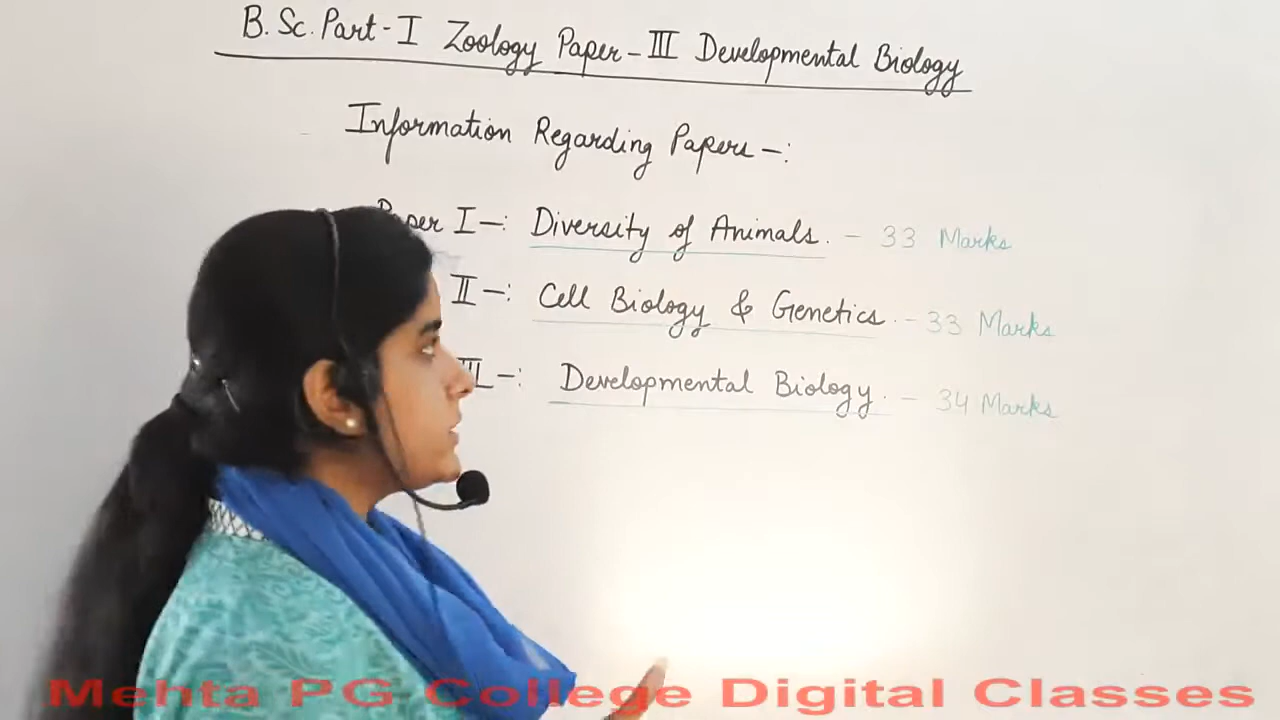 B.Sc. Part-I Zoology Paper-III Developmental Biology
Information Regarding Papers -:
Paper I-: Diversity of Animals. - 33 Marks
II-: Cell Biology & Genetics. - 33 Marks
III-: Developmental Biology. - 34 Marks
Mehta PG College Digital Classes